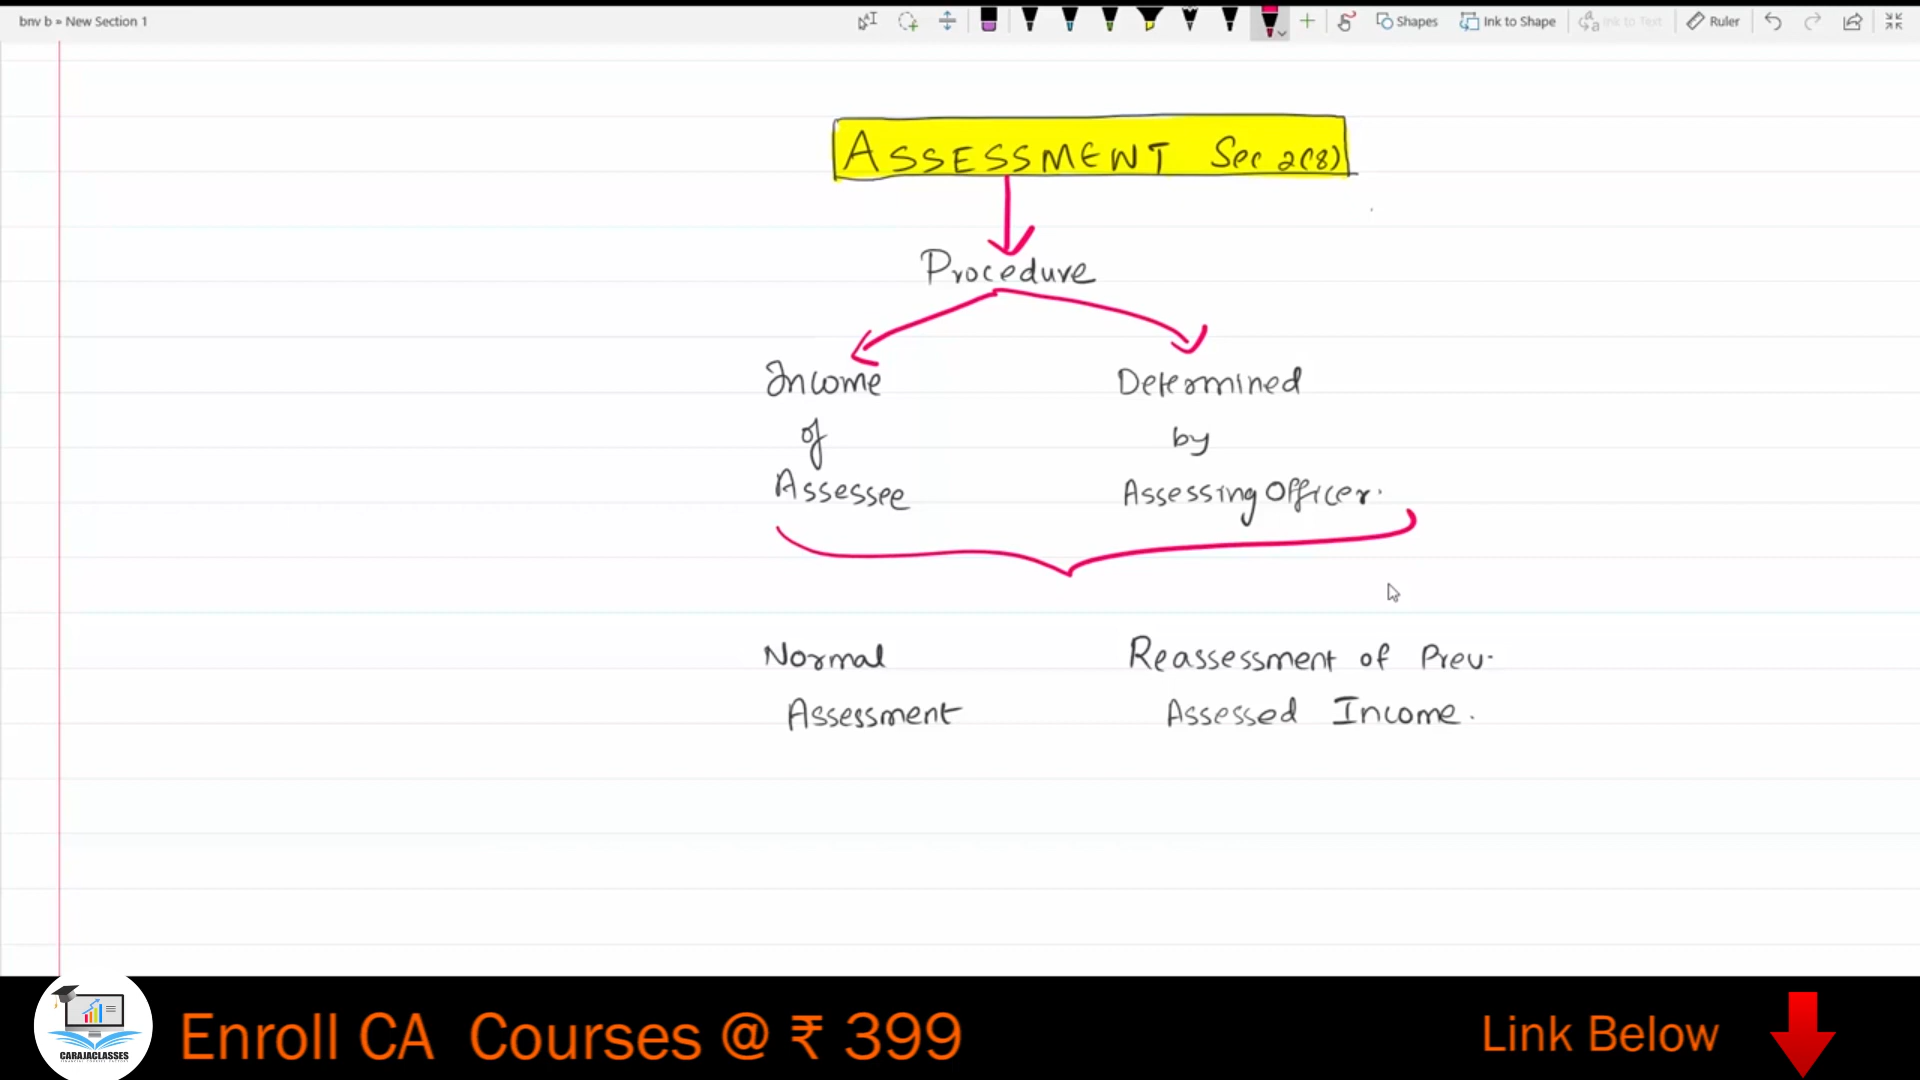 bnv b » New Section 1
Shapes Ink to Shape Ink to Text Ruler
ASSESSMENT Sec 2(8)
Procedure
Income
of
Assessee
Determined
by
Assessing Officer.
Normal
Assessment
Reassessment of Prev.
Assessed Income.
CARAJACLASSES
Enroll CA Courses @ ₹ 399
Link Below